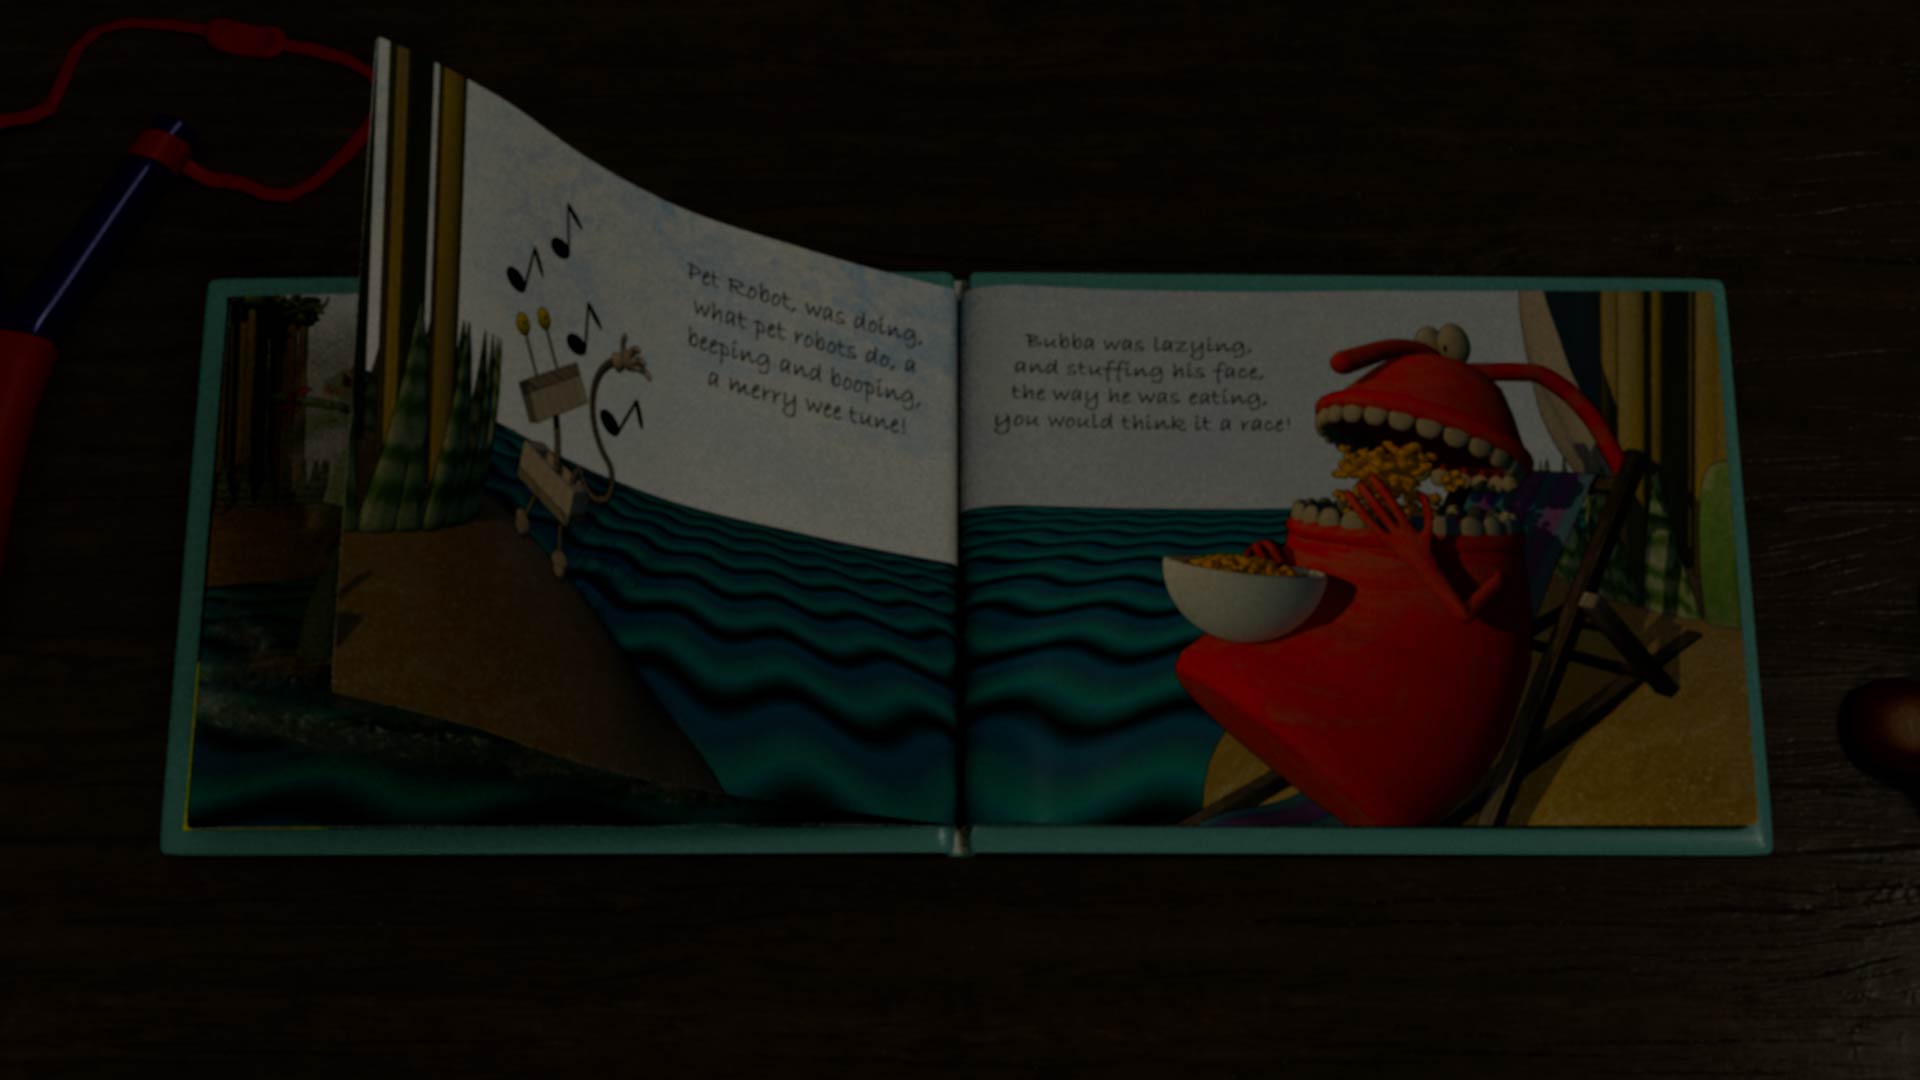 Pet Robot, was doing,
what pet robots do, a
beeping and booping,
a merry wee tune!
Bubba was lazying,
and stuffing his face,
the way he was eating,
you would think it a race!